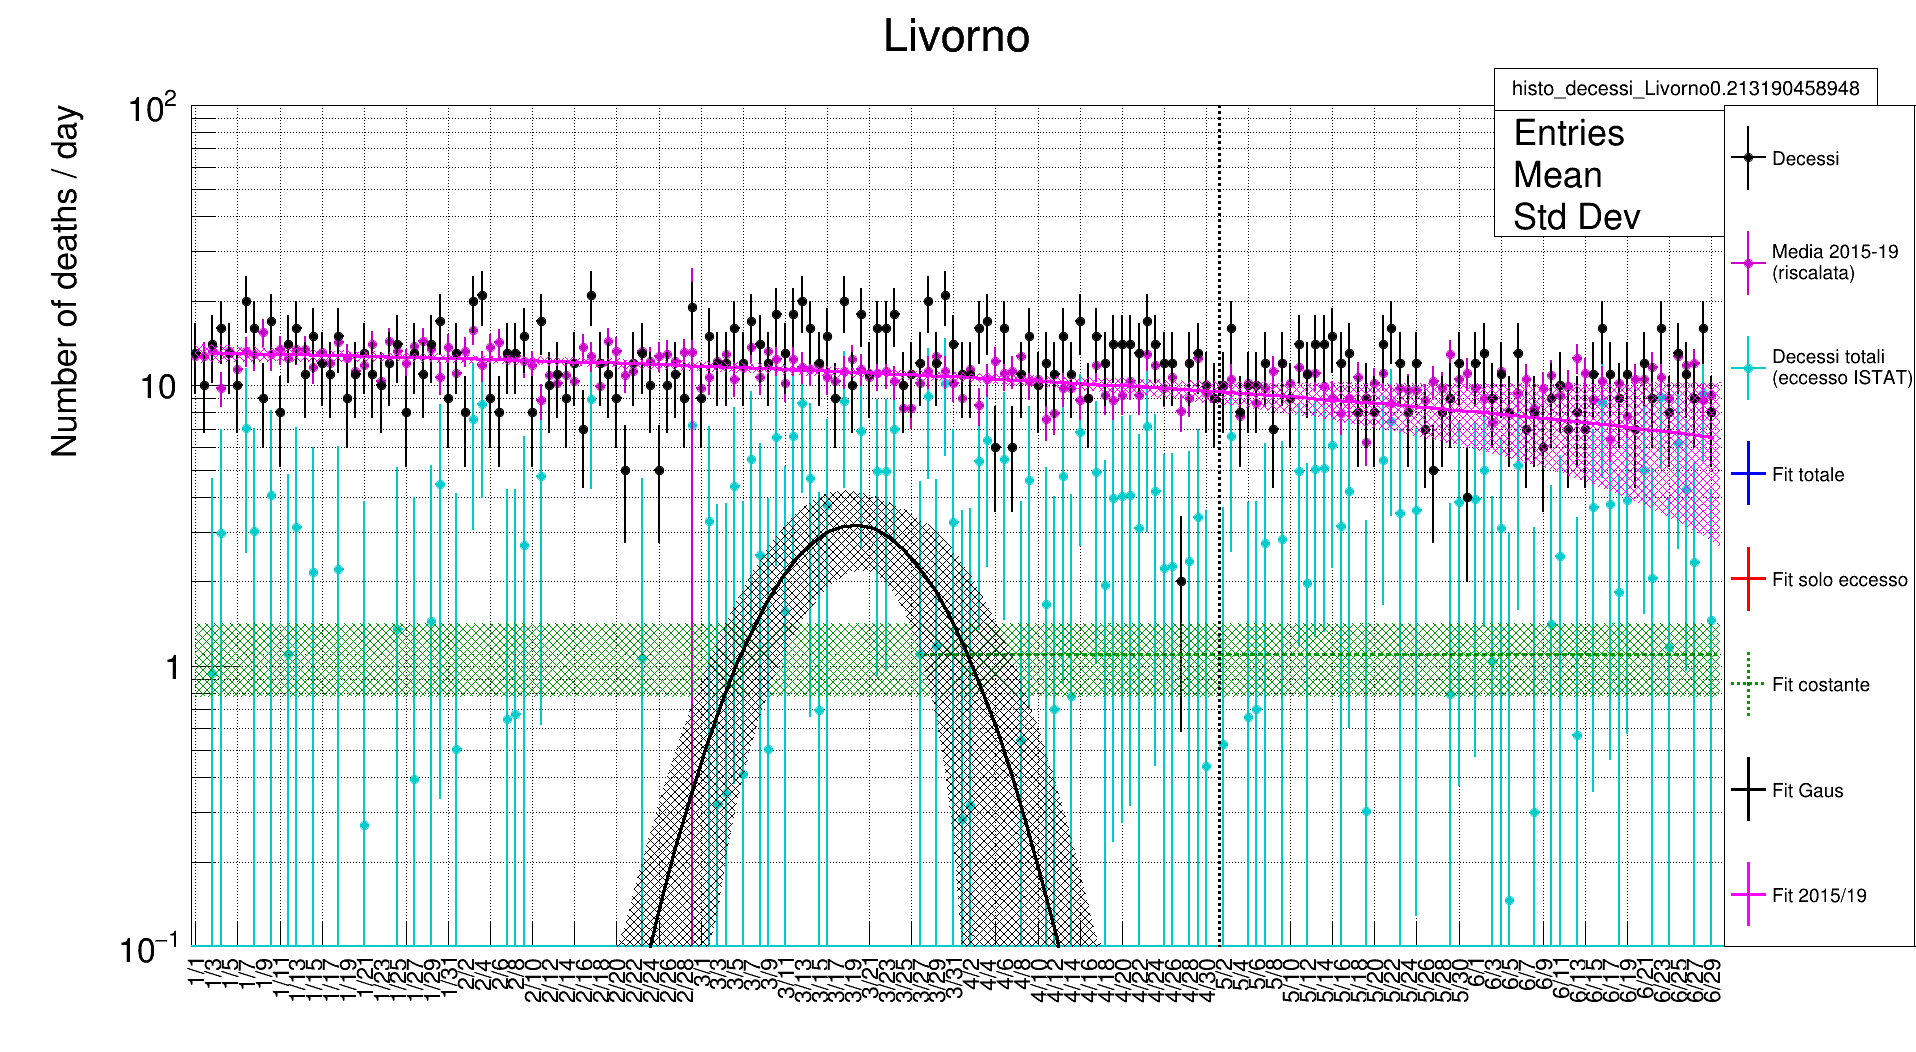 Livorno
histo_decessi_Livorno0.213190458948
Entries
Mean
Std Dev
Number of deaths / day
10²
10
1
10⁻¹
Decessi
Media 2015-19
(riscalata)
Decessi totali
(eccesso ISTAT)
Fit totale
Fit solo eccesso
Fit costante
Fit Gaus
Fit 2015/19
1/1 1/3 1/5 1/7 1/9 1/11 1/13 1/15 1/17 1/19 1/21 1/23 1/25 1/27 1/29 1/31 2/2 2/4 2/6 2/8 2/10 2/12 2/14 2/16 2/18 2/20 2/22 2/24 2/26 2/28 3/1 3/3 3/5 3/7 3/9 3/11 3/13 3/15 3/17 3/19 3/21 3/23 3/25 3/27 3/29 3/31 4/2 4/4 4/6 4/8 4/10 4/12 4/14 4/16 4/18 4/20 4/22 4/24 4/26 4/28 4/30 5/2 5/4 5/6 5/8 5/10 5/12 5/14 5/16 5/18 5/20 5/22 5/24 5/26 5/28 5/30 6/1 6/3 6/5 6/7 6/9 6/11 6/13 6/15 6/17 6/19 6/21 6/23 6/25 6/27 6/29